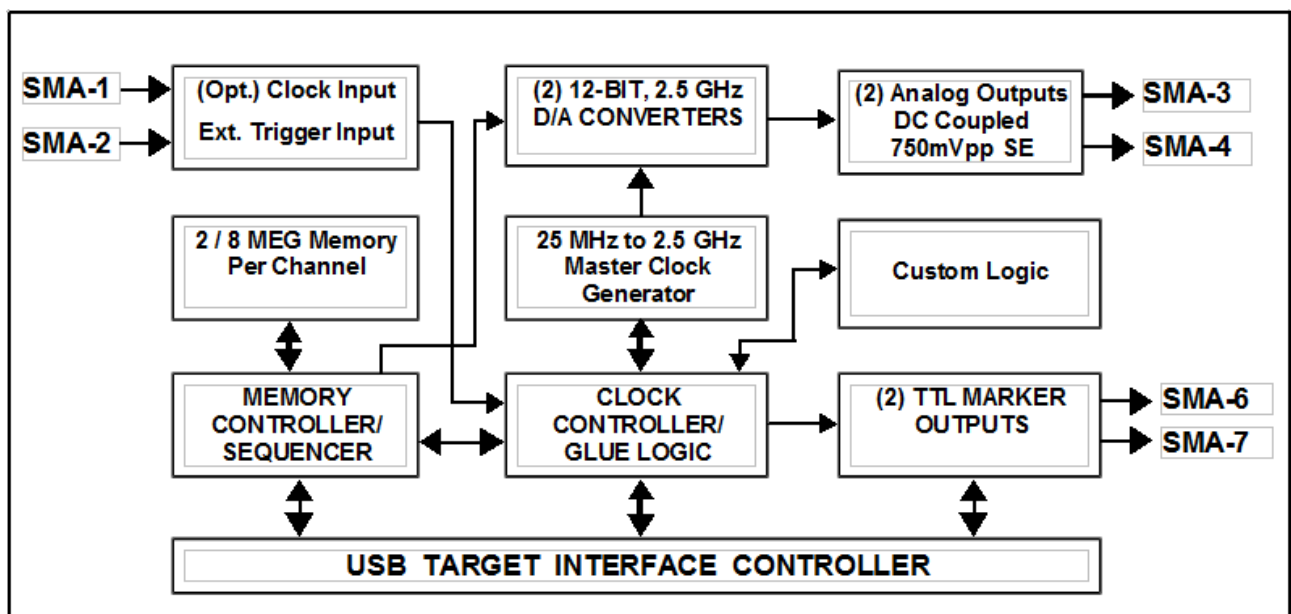 SMA-1
SMA-2
(Opt.) Clock Input
Ext. Trigger Input
(2) 12-BIT, 2.5 GHz
D/A CONVERTERS
(2) Analog Outputs
DC Coupled
750mVpp SE
SMA-3
SMA-4
2 / 8 MEG Memory
Per Channel
25 MHz to 2.5 GHz
Master Clock
Generator
Custom Logic
MEMORY
CONTROLLER/
SEQUENCER
CLOCK
CONTROLLER/
GLUE LOGIC
(2) TTL MARKER
OUTPUTS
SMA-6
SMA-7
USB TARGET INTERFACE CONTROLLER